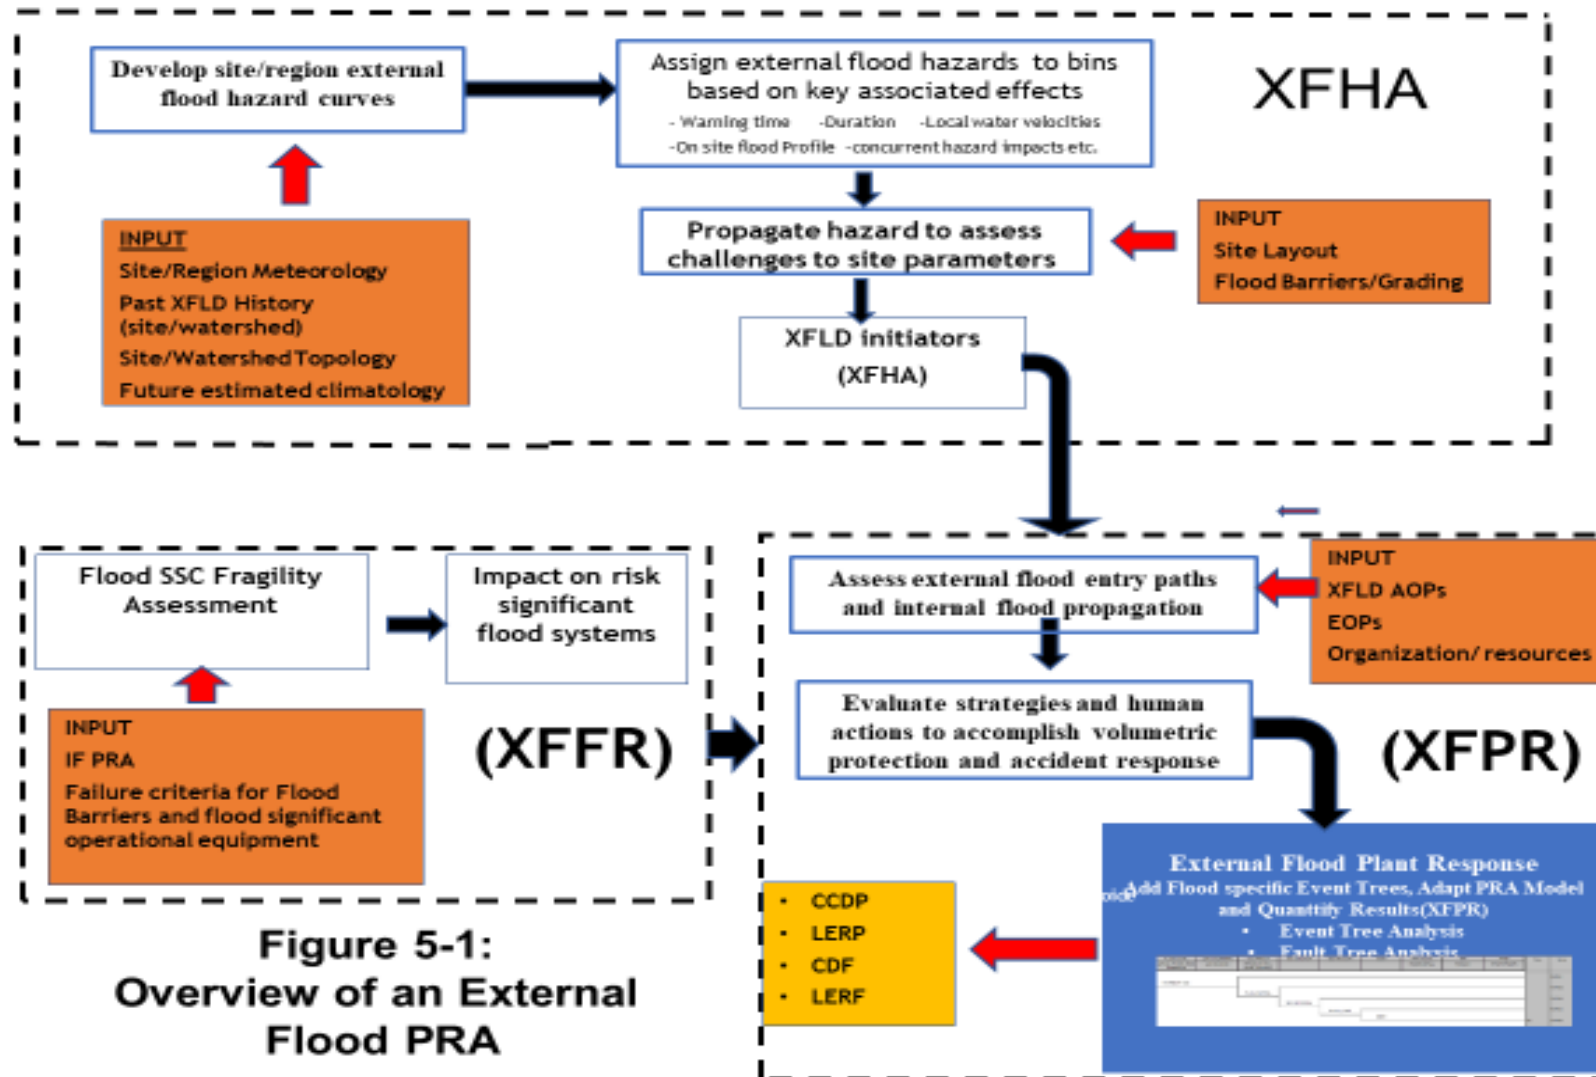 Develop site/region external
flood hazard curves
Assign external flood hazards to bins
based on key associated effects
- Warning time -Duration -Local water velocities
-On site flood Profile -concurrent hazard impacts etc.
XFHA
INPUT
Site/Region Meteorology
Past XFLD History
(site/watershed)
Site/Watershed Topology
Future estimated climatology
Propagate hazard to assess
challenges to site parameters
INPUT
Site Layout
Flood Barriers/Grading
XFLD initiators
(XFHA)
Flood SSC Fragility
Assessment
Impact on risk
significant
flood systems
INPUT
IF PRA
Failure criteria for Flood
Barriers and flood significant
operational equipment
(XFFR)
Assess external flood entry paths
and internal flood propagation
INPUT
XFLD AOPs
EOPs
Organization/ resources
Evaluate strategies and human
actions to accomplish volumetric
protection and accident response
(XFPR)
External Flood Plant Response
Add Flood specific Event Trees, Adapt PRA Model
and Quanttify Results(XFPR)
• Event Tree Analysis
• Fault Tree Analysis
• CCDP
• LERP
• CDF
• LERF
Figure 5-1:
Overview of an External
Flood PRA